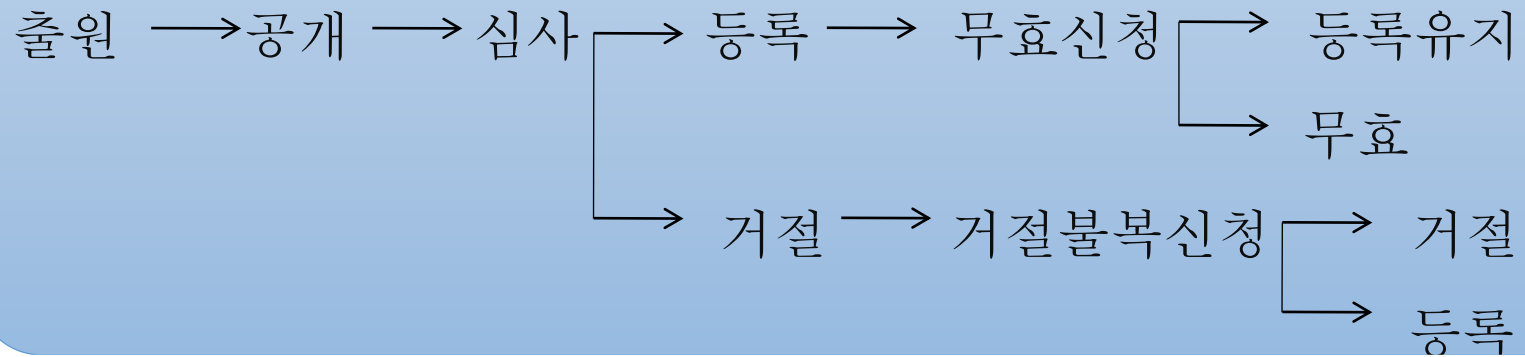 출원 공개 심사 등록 무효신청 등록유지
무효
거절 거절불복신청 거절
등록